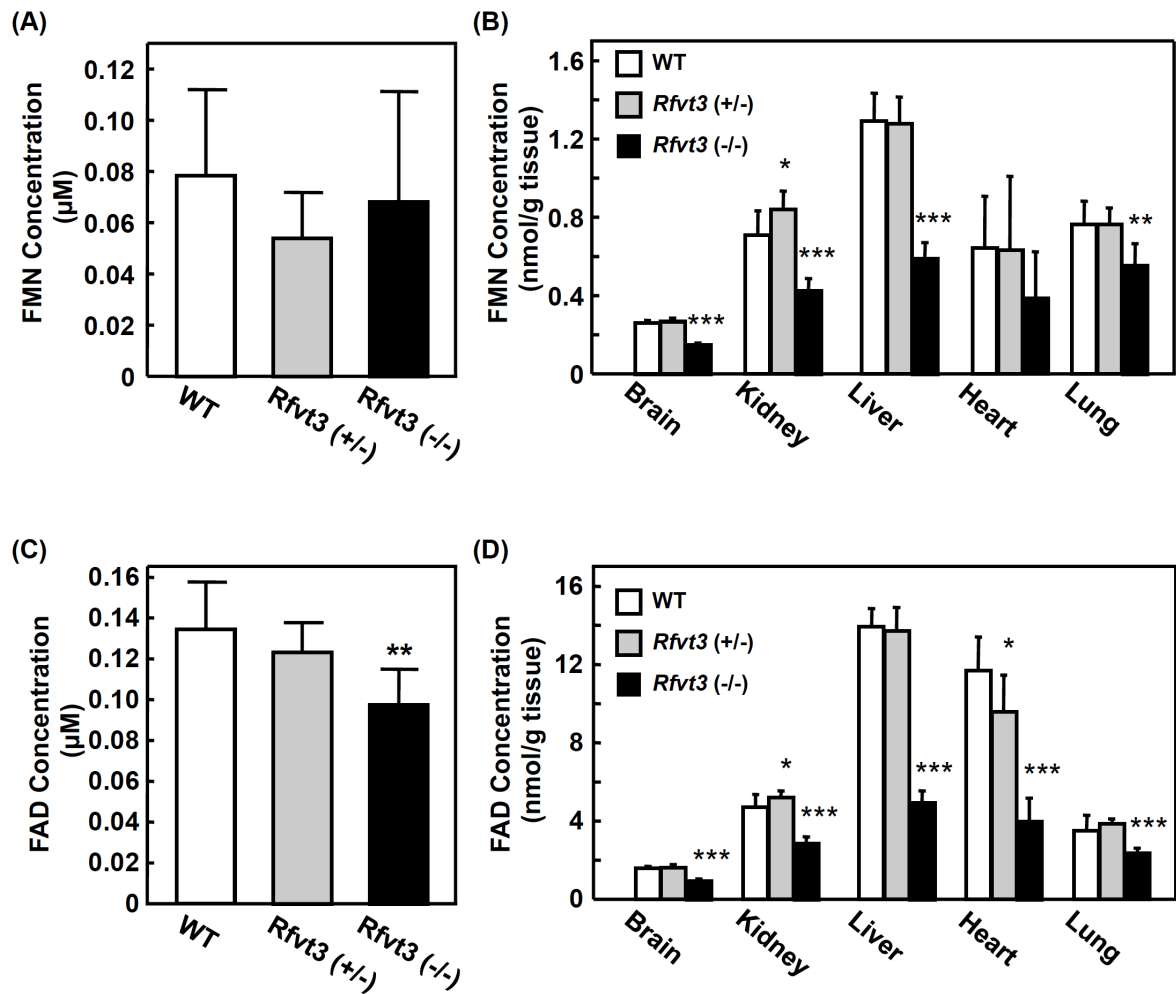 (A)
FMN Concentration
(µM)
0.12
0.10
0.08
0.06
0.04
0.02
0
WT
Rfvt3 (+/-)
Rfvt3 (-/-)
(B)
FMN Concentration
(nmol/g tissue)
1.6
1.2
0.8
0.4
0
WT
Rfvt3 (+/-)
Rfvt3 (-/-)
***
*
***
***
**
Brain
Kidney
Liver
Heart
Lung
(C)
FAD Concentration
(µM)
0.16
0.14
0.12
0.10
0.08
0.06
0.04
0.02
0
**
WT
Rfvt3 (+/-)
Rfvt3 (-/-)
(D)
FAD Concentration
(nmol/g tissue)
16
12
8
4
0
WT
Rfvt3 (+/-)
Rfvt3 (-/-)
***
*
***
***
*
***
***
Brain
Kidney
Liver
Heart
Lung